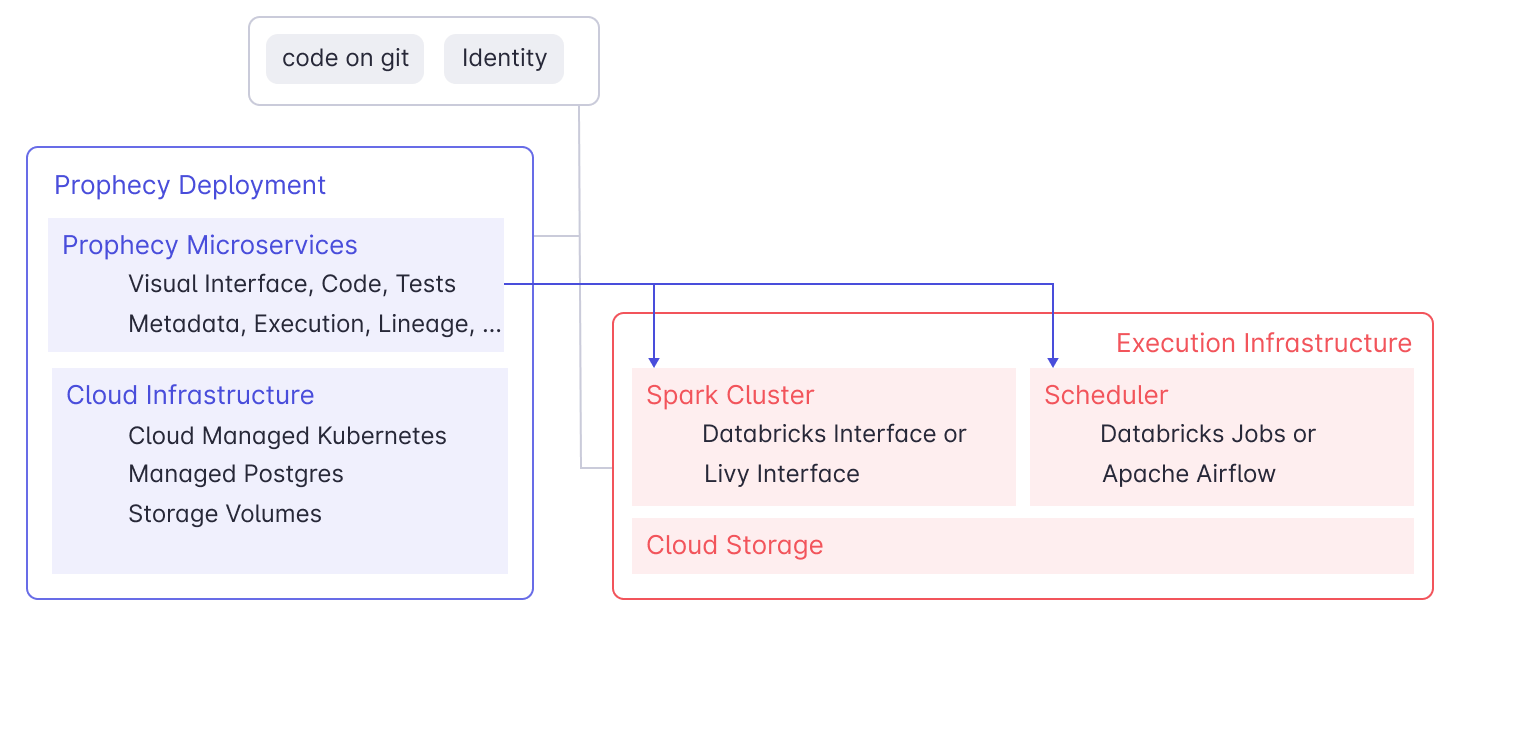 code on git
Identity
Prophecy Deployment
Prophecy Microservices
Visual Interface, Code, Tests
Metadata, Execution, Lineage, ...
Cloud Infrastructure
Cloud Managed Kubernetes
Managed Postgres
Storage Volumes
Execution Infrastructure
Spark Cluster
Databricks Interface or
Livy Interface
Scheduler
Databricks Jobs or
Apache Airflow
Cloud Storage